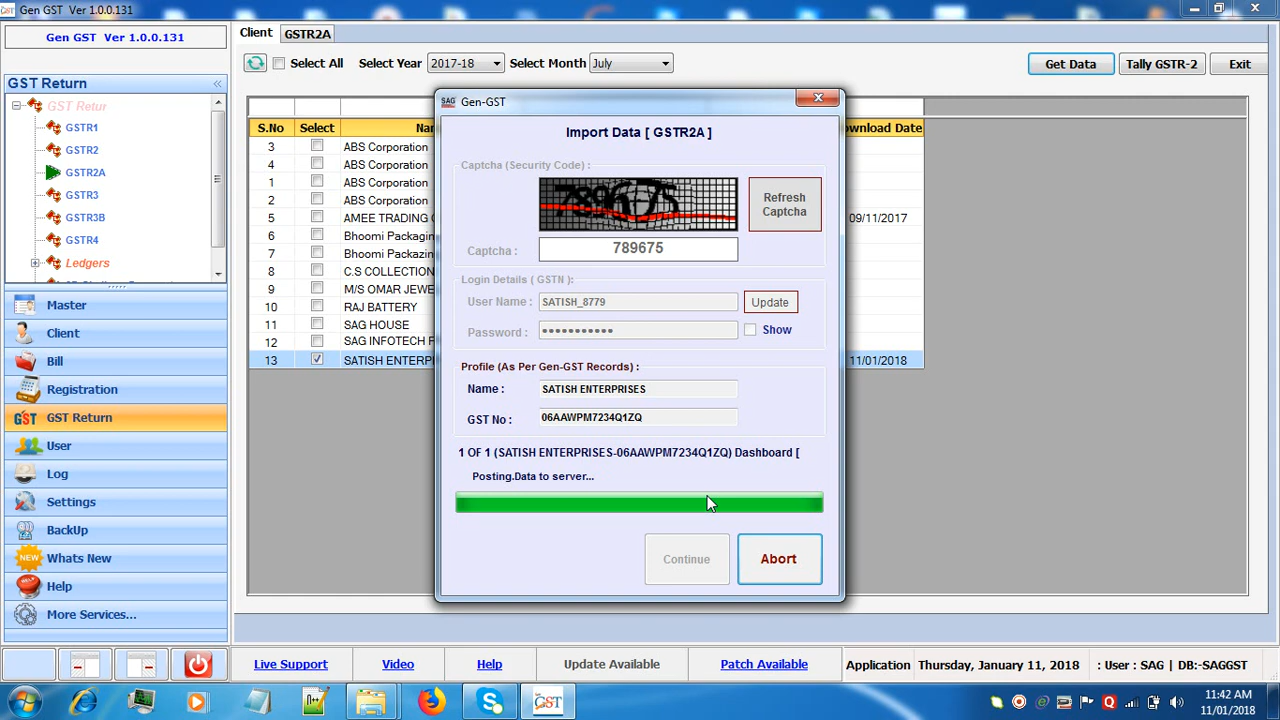 Gen GST Ver 1.0.0.131
Gen GST Ver 1.0.0.131
GST Return
GST Retur
GSTR1
GSTR2
GSTR2A
GSTR3
GSTR3B
GSTR4
Ledgers
Master
Client
Bill
Registration
GST Return
User
Log
Settings
BackUp
Whats New
Help
More Services...
Client GSTR2A
Select All Select Year 2017-18 Select Month July Get Data Tally GSTR-2 Exit
S.No Select Nam ownload Date
3 ABS Corporation
4 ABS Corporation
1 ABS Corporation
2 ABS Corporation
5 AMEE TRADING C 09/11/2017
6 Bhoomi Packaging
7 Bhoomi Packazing
8 C.S COLLECTION
9 M/S OMAR JEWE
10 RAJ BATTERY
11 SAG HOUSE
12 SAG INFOTECH P
13 SATISH ENTERP 11/01/2018
SAG Gen-GST
Import Data [ GSTR2A ]
Captcha (Security Code) :
789675
Refresh Captcha
Captcha : 789675
Login Details (GSTN ):
User Name : SATISH_8779 Update
Password : ●●●●●●●●●●● Show
Profile (As Per Gen-GST Records) :
Name : SATISH ENTERPRISES
GST No : 06AAWPM7234Q1ZQ
1 OF 1 (SATISH ENTERPRISES-06AAWPM7234Q1ZQ) Dashboard [
Posting.Data to server...
Continue Abort
Live Support Video Help Update Available Patch Available Application Thursday, January 11, 2018 : User : SAG | DB:-SAGGST
11:42 AM
11/01/2018